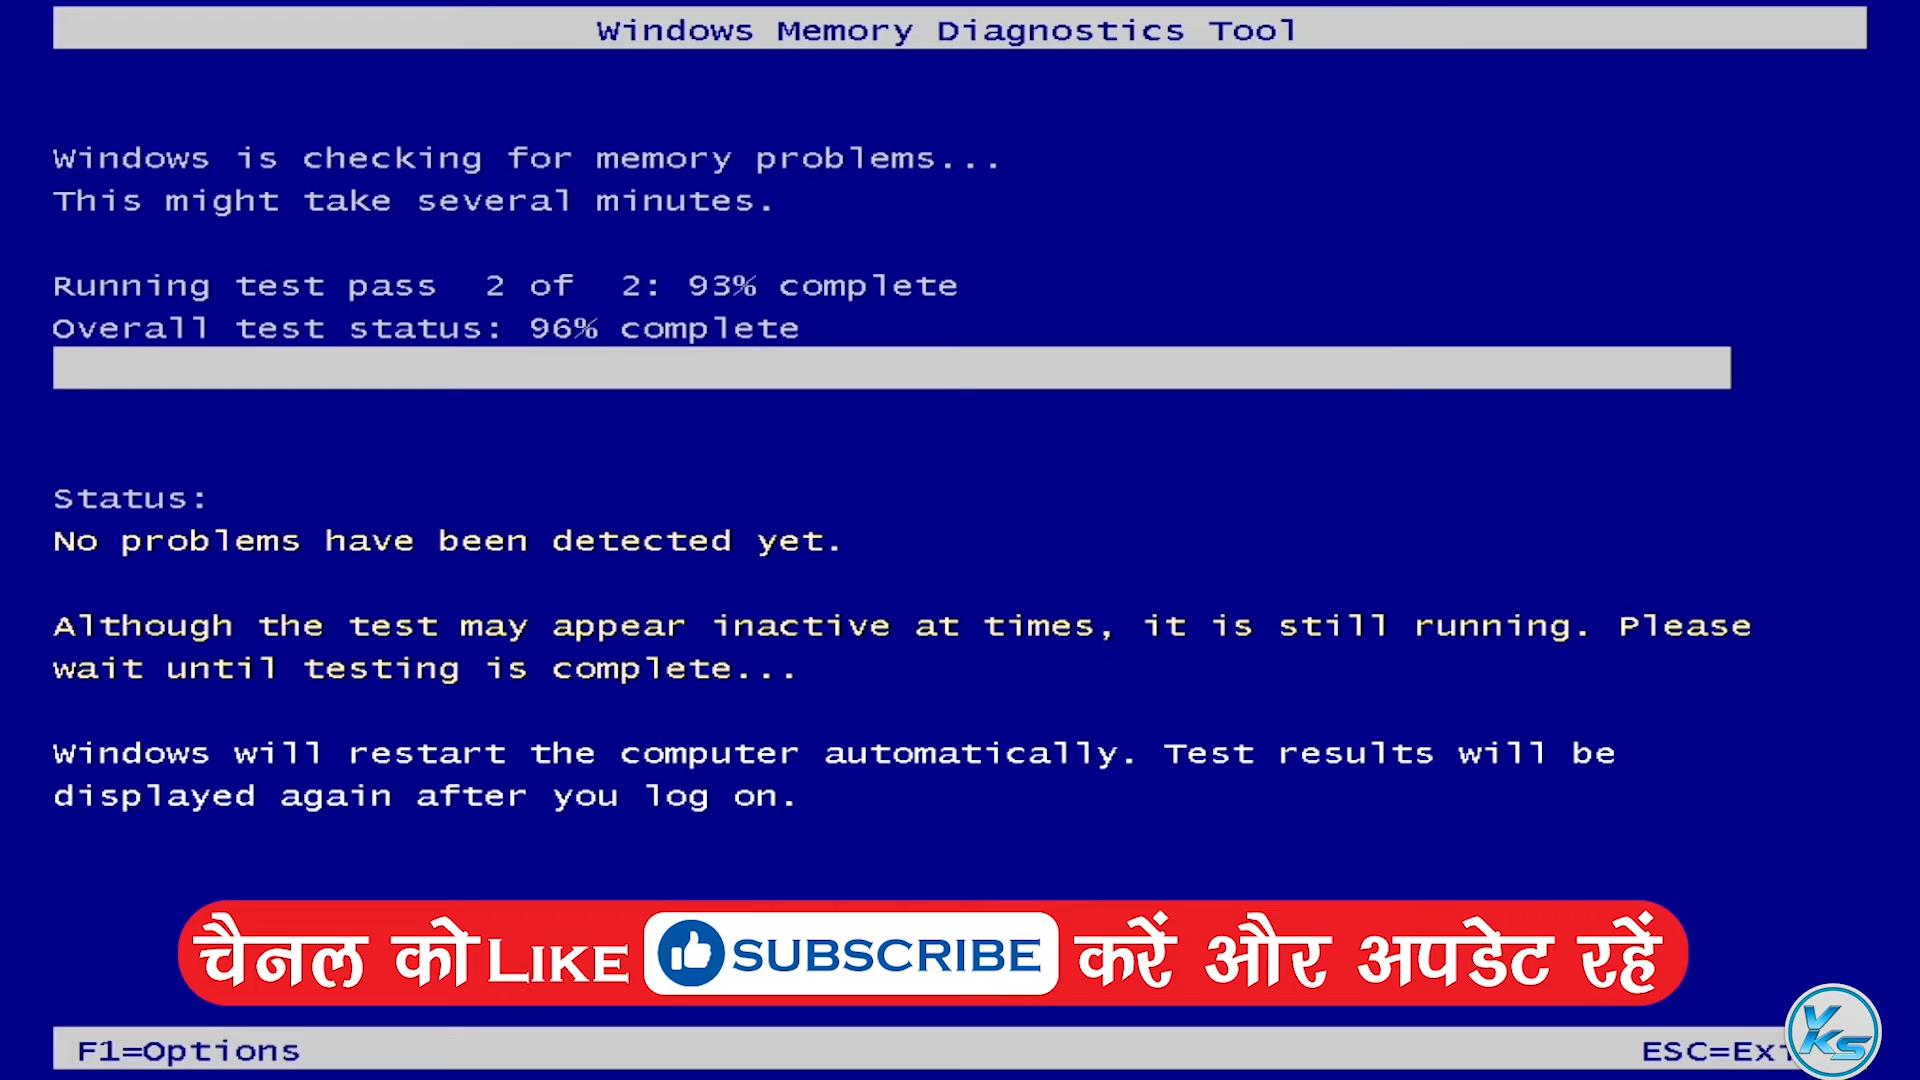 Windows Memory Diagnostics Tool
Windows is checking for memory problems...
This might take several minutes.
Running test pass  2 of  2: 93% complete
Overall test status: 96% complete
Status:
No problems have been detected yet.
Although the test may appear inactive at times, it is still running. Please
wait until testing is complete...
Windows will restart the computer automatically. Test results will be
displayed again after you log on.
चैनल को LIKE SUBSCRIBE करें और अपडेट रहें
F1=Options ESC=Exi
VKS